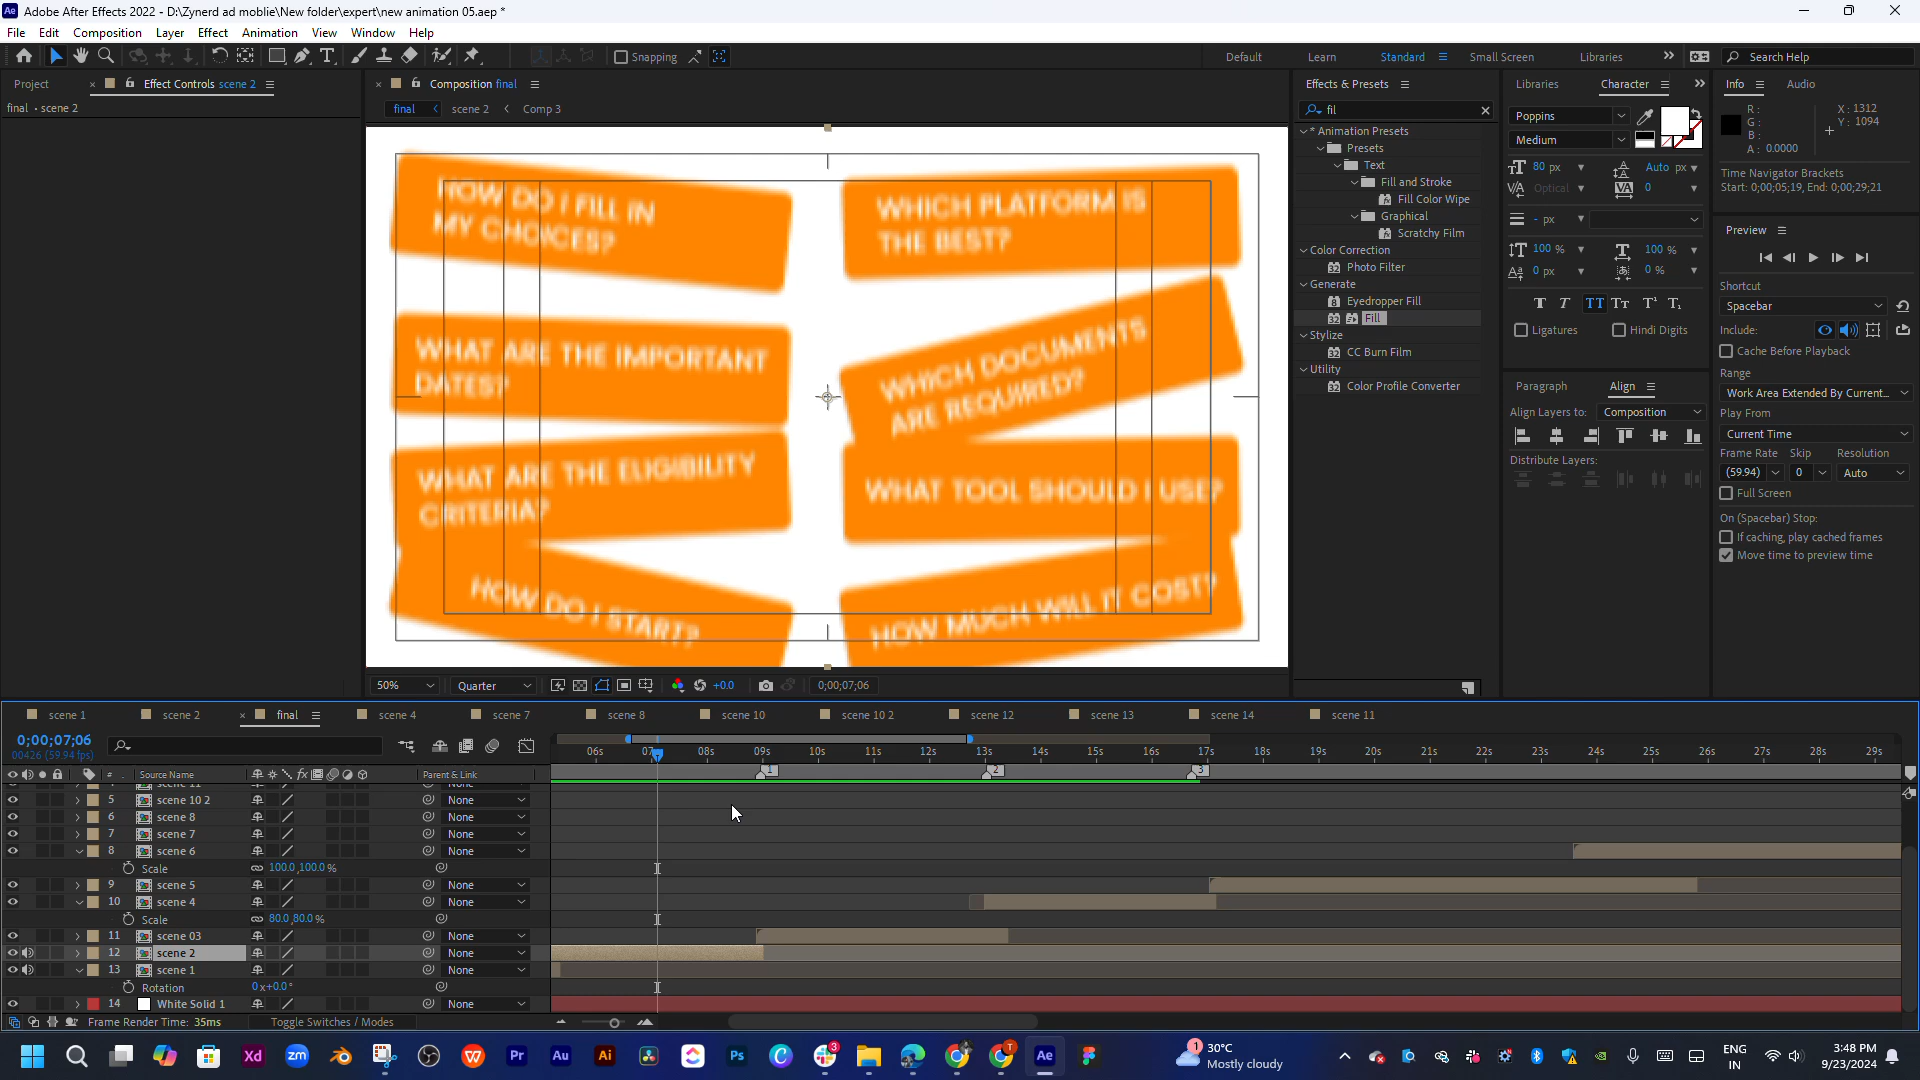 Adobe After Effects 2022 - D:\Zynerd ad moblie\New folder\expert\new animation 05.aep *
File Edit Composition Layer Effect Animation View Window Help
Snapping
Default Learn Standard Small Screen Libraries
Search Help
Project Effect Controls scene 2
final • scene 2
Composition final
final scene 2 Comp 3
HOW DO I FILL IN
MY CHOICES?
WHICH PLATFORM IS
THE BEST?
WHAT ARE THE IMPORTANT
DATES?
WHICH DOCUMENTS
ARE REQUIRED?
WHAT ARE THE ELIGIBILITY
CRITERIA?
WHAT TOOL SHOULD I USE?
HOW DO I START?
HOW MUCH WILL IT COST?
50% Quarter +0.0 0;00;07;06
Effects & Presets
fil
* Animation Presets
Presets
Text
Fill and Stroke
Fill Color Wipe
Graphical
Scratchy Film
Color Correction
Photo Filter
Generate
Eyedropper Fill
Fill
Stylize
CC Burn Film
Utility
Color Profile Converter
Libraries Character
Poppins
Medium
80 px Auto px
Optical 0
- px
100 % 100 %
0 px 0 %
Ligatures Hindi Digits
Paragraph Align
Align Layers to: Composition
Distribute Layers:
Info Audio
R : X : 1312
G : Y : 1094
B :
A : 0.0000
Time Navigator Brackets
Start: 0;00;05;19, End: 0;00;29;21
Preview
Shortcut
Spacebar
Include:
Cache Before Playback
Range
Work Area Extended By Current...
Play From
Current Time
Frame Rate Skip Resolution
(59.94) 0 Auto
Full Screen
On (Spacebar) Stop:
If caching, play cached frames
Move time to preview time
scene 1 scene 2 final scene 4 scene 7 scene 8 scene 10 scene 10 2 scene 12 scene 13 scene 14 scene 11
0;00;07;06
00426 (59.94 fps)
06s 07s 08s 09s 10s 11s 12s 13s 14s 15s 16s 17s 18s 19s 20s 21s 22s 23s 24s 25s 26s 27s 28s 29s
# Source Name Parent & Link
1 2 3
5 scene 10 2 None
6 scene 8 None
7 scene 7 None
8 scene 6 None
Scale 100.0,100.0 %
9 scene 5 None
10 scene 4 None
Scale 80.0,80.0 %
11 scene 03 None
12 scene 2 None
13 scene 1 None
Rotation 0x+0.0°
14 White Solid 1 None
Frame Render Time: 35ms Toggle Switches / Modes
Xd zm Pr Au Ai Ps 3 Ae
1 30°C
Mostly cloudy
ENG
IN
3:48 PM
9/23/2024